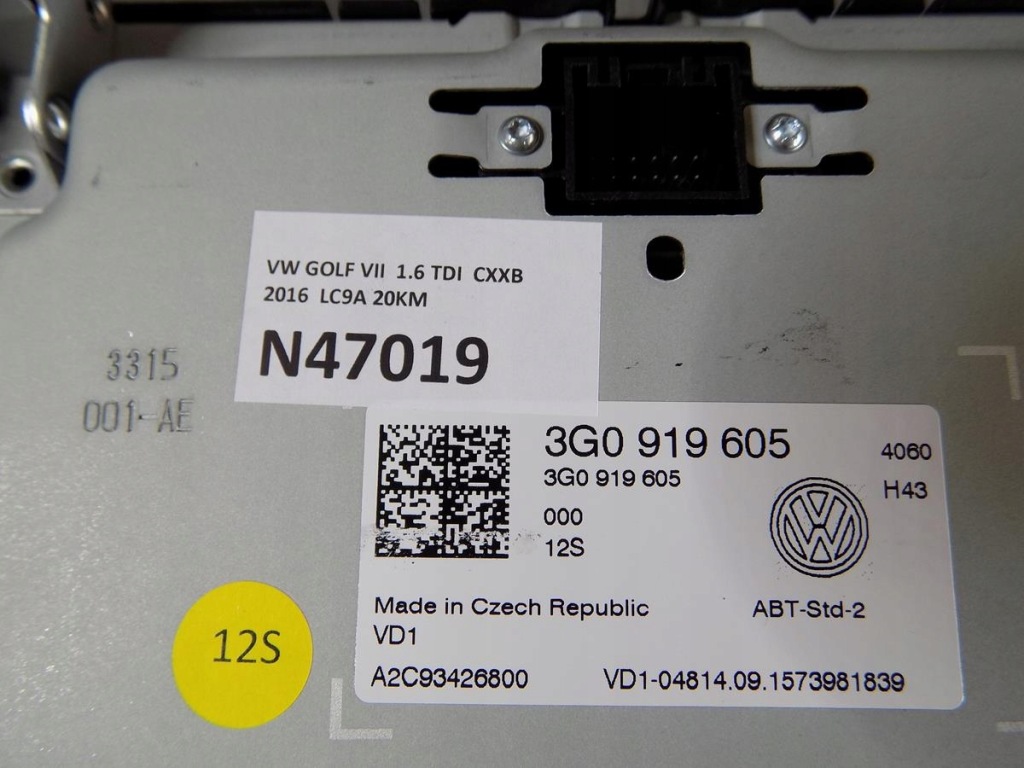 VW GOLF VII 1.6 TDI CXXB
2016 LC9A 20KM
N47019
3315
001-AE
3G0 919 605
4060
3G0 919 605
H43
000
12S
Made in Czech Republic
ABT-Std-2
VD1
A2C93426800
VD1-04814.09.1573981839
12S